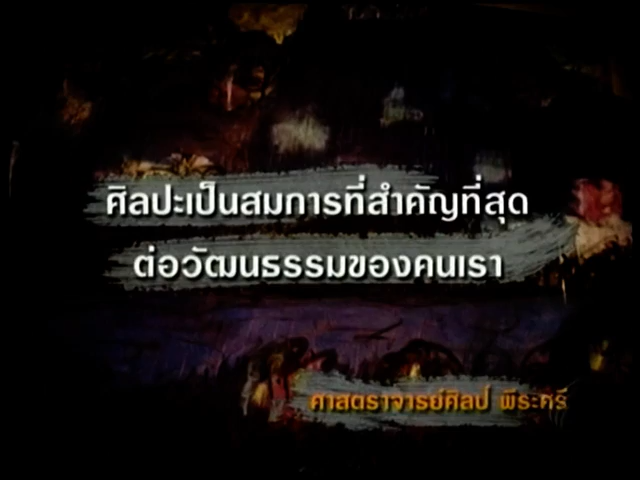 ศิลปะเป็นสมการที่สำคัญที่สุด
ต่อวัฒนธรรมของคนเรา
ศาสตราจารย์ศิลป์ พีระศรี